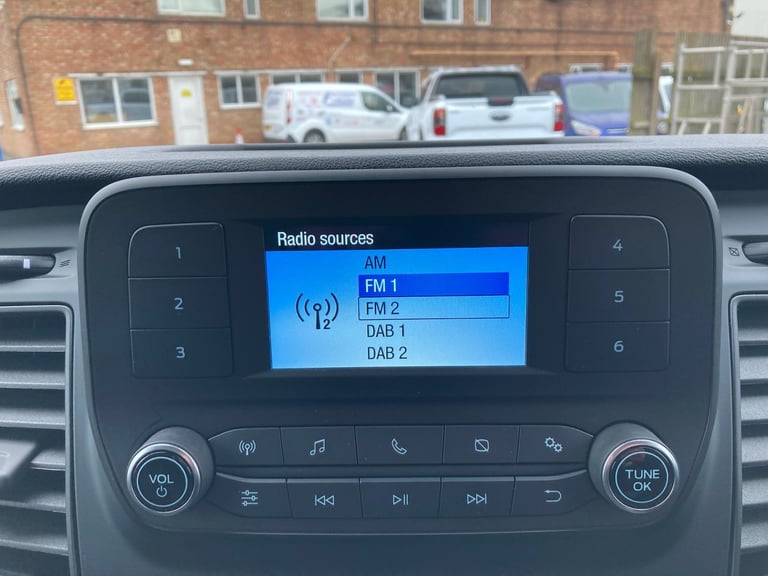 Radio sources
AM
FM 1
FM 2
DAB 1
DAB 2
2
1
2
3
4
5
6
VOL
TUNE
OK